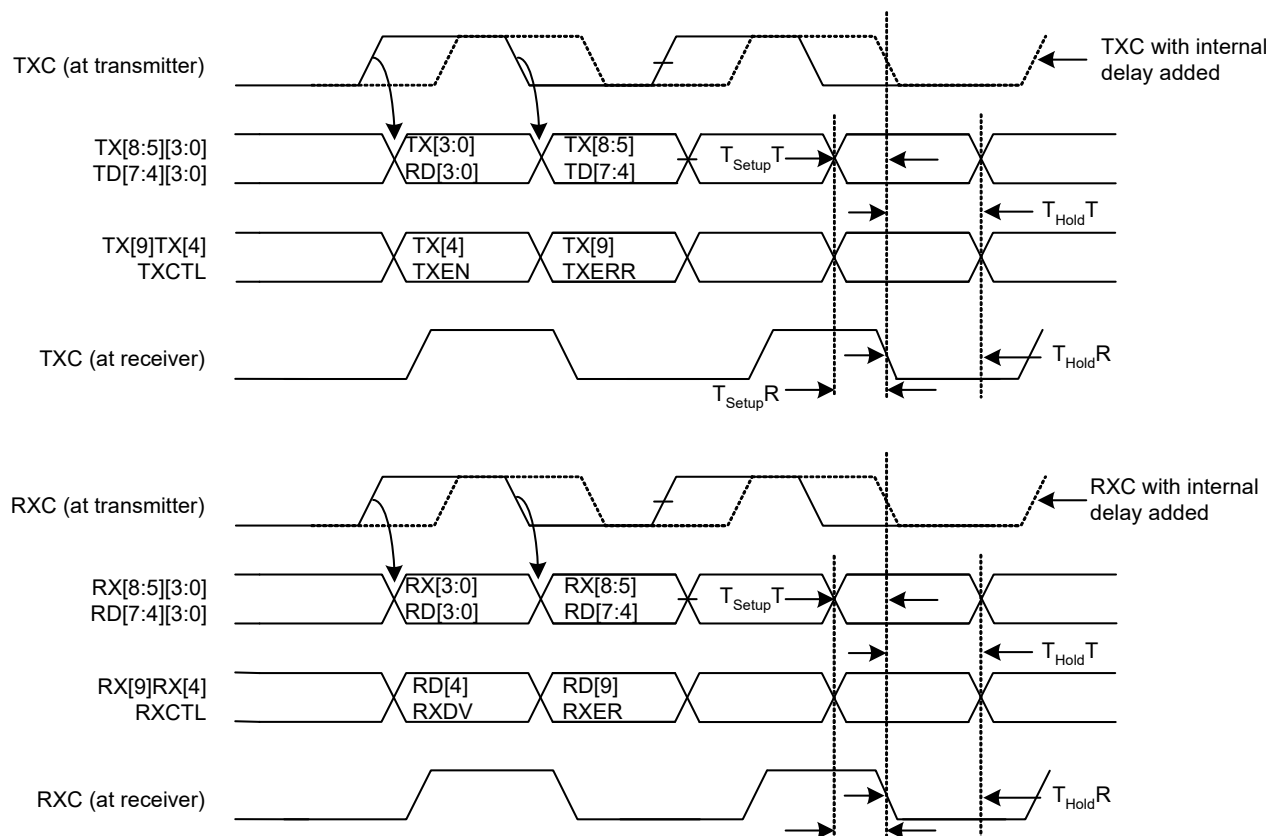 TXC (at transmitter)
TXC with internal
delay added
TX[8:5][3:0]
TD[7:4][3:0]
TX[3:0]
RD[3:0]
TX[8:5]
TD[7:4]
TSetupT
THoldT
TX[9]TX[4]
TXCTL
TX[4]
TXEN
TX[9]
TXERR
TXC (at receiver)
THoldR
TSetupR
RXC (at transmitter)
RXC with internal
delay added
RX[8:5][3:0]
RD[7:4][3:0]
RX[3:0]
RD[3:0]
RX[8:5]
RD[7:4]
TSetupT
THoldT
RX[9]RX[4]
RXCTL
RD[4]
RXDV
RD[9]
RXER
RXC (at receiver)
THoldR